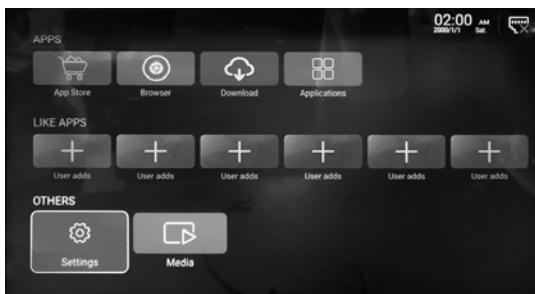 02:00 AM
2000/1/1 Sat.
APPS
App Store Browser Download Applications
LIKE APPS
User adds User adds User adds User adds User adds User adds
OTHERS
Settings Media